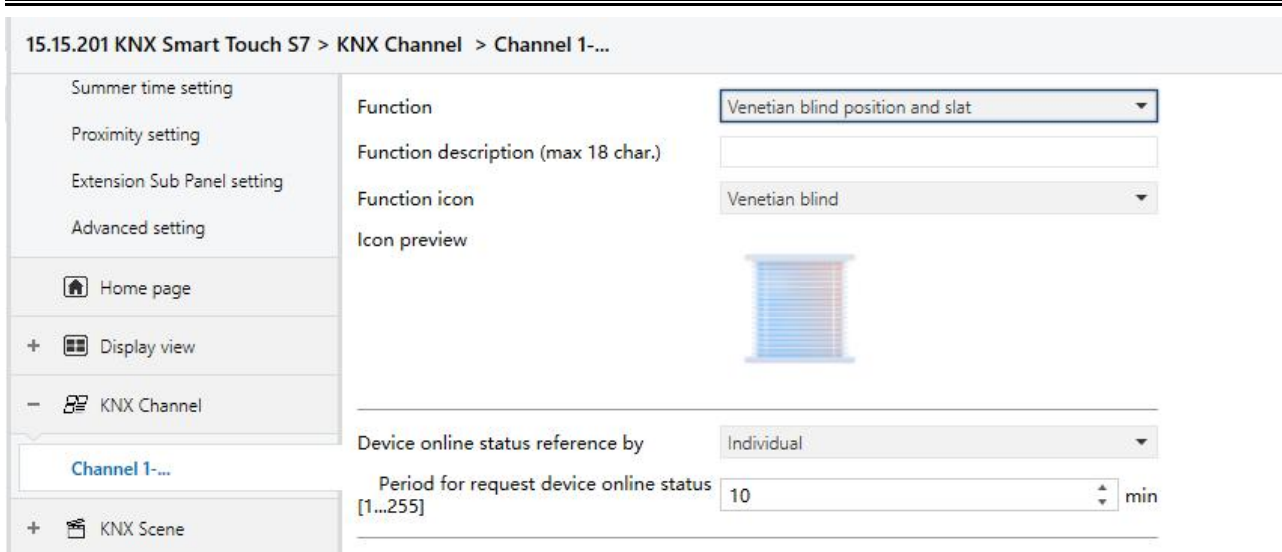 15.15.201 KNX Smart Touch S7 > KNX Channel > Channel 1-...
Summer time setting
Proximity setting
Extension Sub Panel setting
Advanced setting
Home page
+ Display view
− KNX Channel
Channel 1-...
+ KNX Scene
Function
Venetian blind position and slat
Function description (max 18 char.)
Function icon
Venetian blind
Icon preview
Device online status reference by
Individual
Period for request device online status
[1...255]
10
min